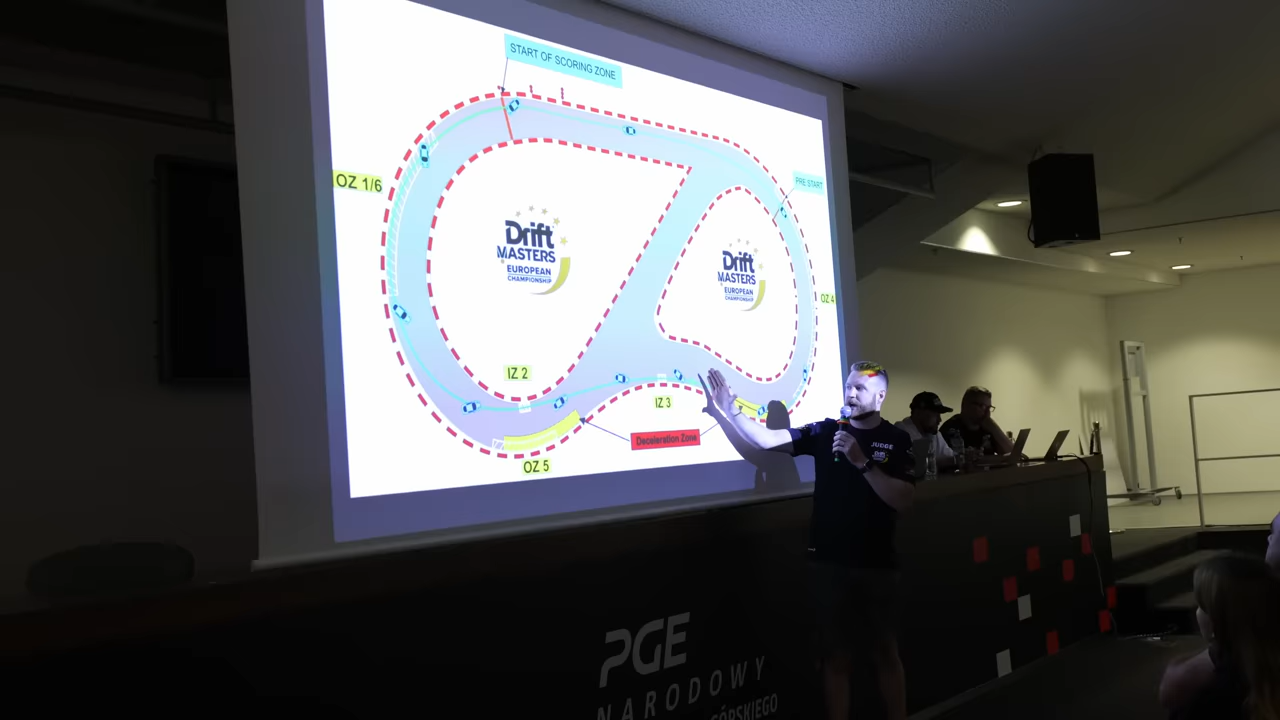 START OF SCORING ZONE
OZ 1/6
PRE START
Drift
MASTERS
EUROPEAN
CHAMPIONSHIP
Drift
MASTERS
EUROPEAN
CHAMPIONSHIP
OZ 4
IZ 2
IZ 3
Deceleration Zone
OZ 5
JUDGE
PGE
NARODOWY